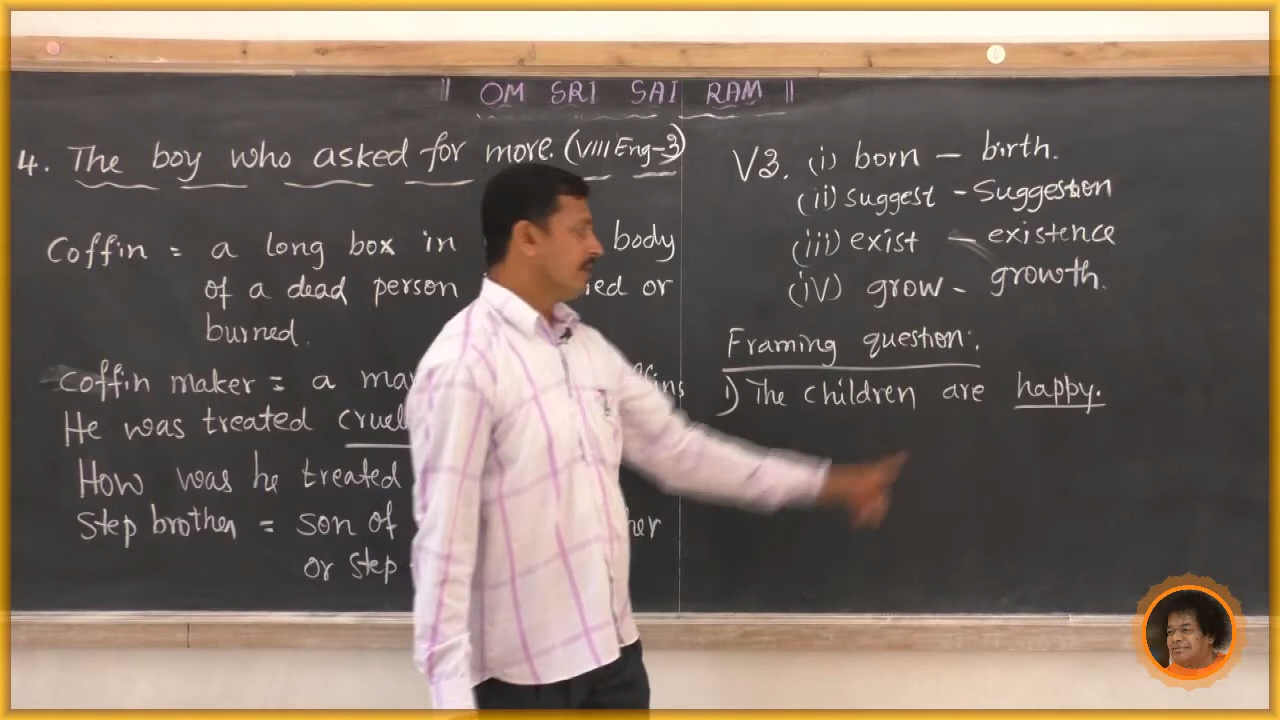 || OM SRI SAI RAM ||
4. The boy who asked for more. (VIII Eng-3)
Coffin = a long box in body
of a dead person ied or
burned.
Coffin maker = a ma
He was treated cruel
How was he treated
Step brother = son of her
or step
V3. (i) born - birth.
(ii) suggest - Suggestion
(iii) exist - existence
(iv) grow - growth.
Framing question:
1) The children are happy.